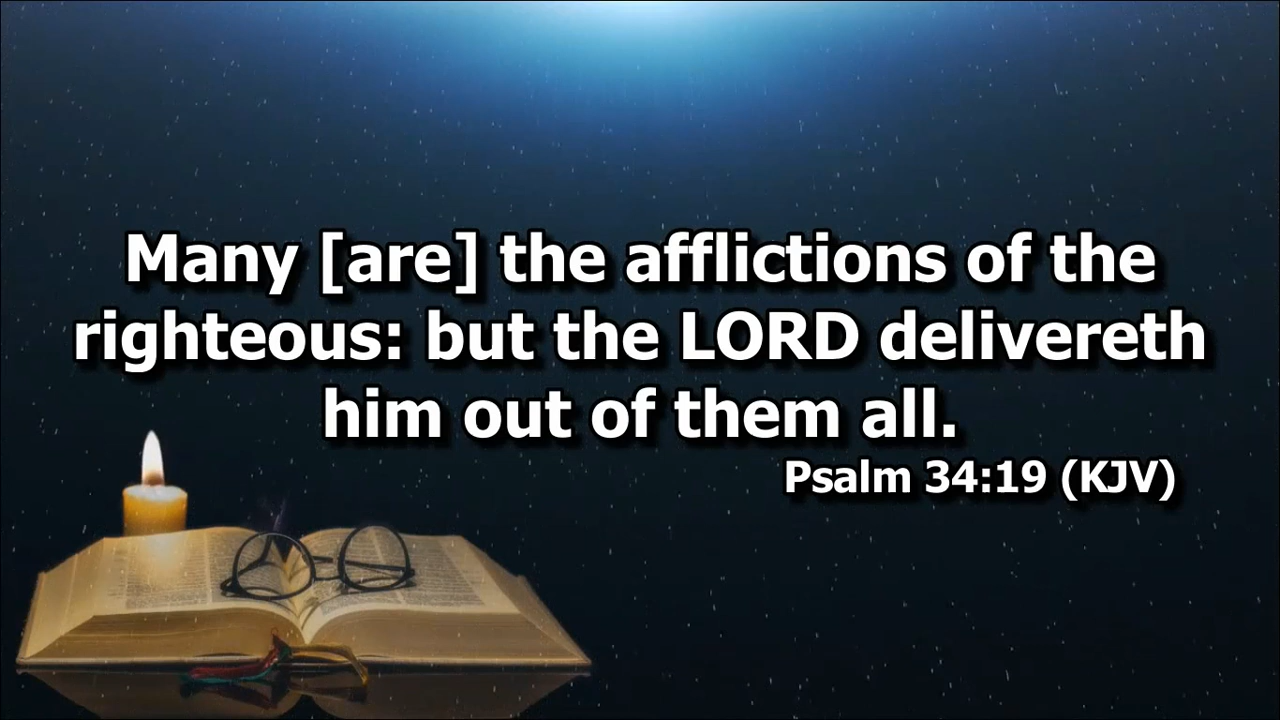 Many [are] the afflictions of the
righteous: but the LORD delivereth
him out of them all.
Psalm 34:19 (KJV)